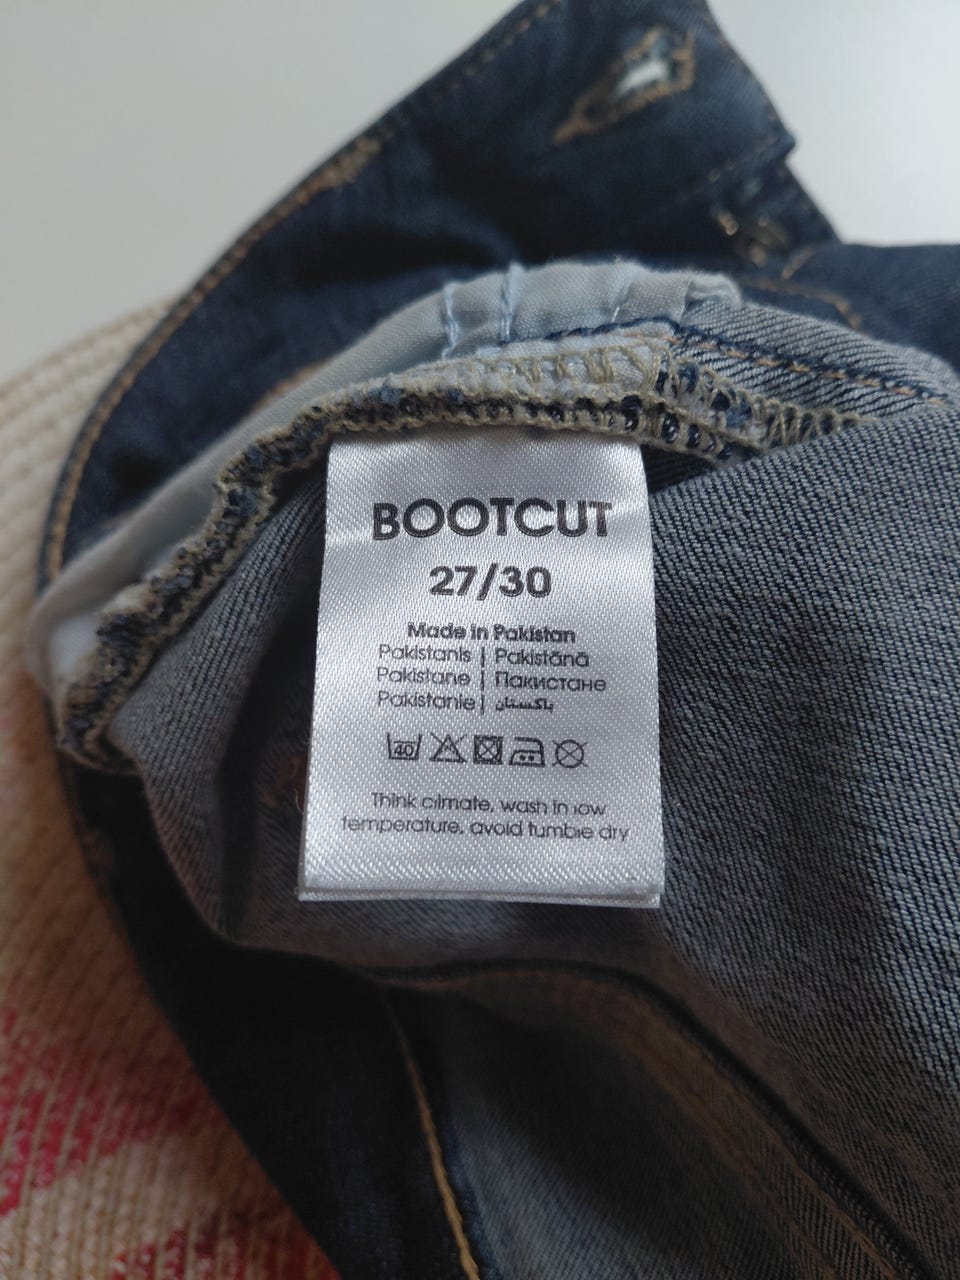 BOOTCUT
27/30
Made in Pakistan
Pakistanis | Pakistānā
Pakistane | Пакистане
Pakistanie | باكستان
40
Think climate, wash in low
temperature, avoid tumble dry